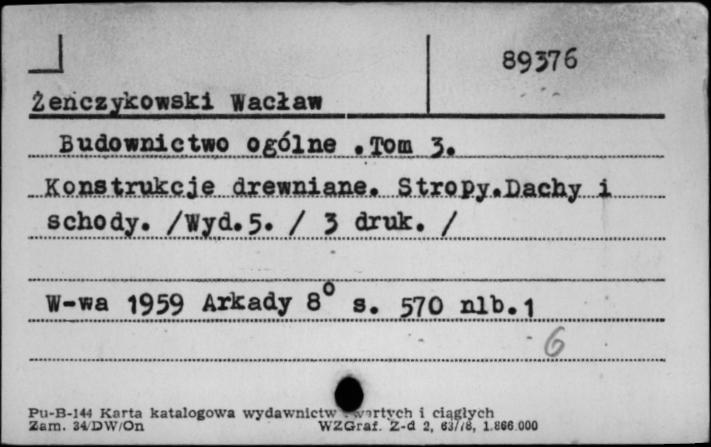 89376
Żenczykowski Wacław
Budownictwo ogólne .Tom 3.
Konstrukcje drewniane. Stropy.Dachy i
schody. /Wyd.5. / 3 druk. /
W-wa 1959 Arkady 8° s. 570 nlb.1
6
Pu-B-144 Karta katalogowa wydawnictw i ciągłych
Zam. 34/DW/On WZGraf. Z-d 2, 1.866.000